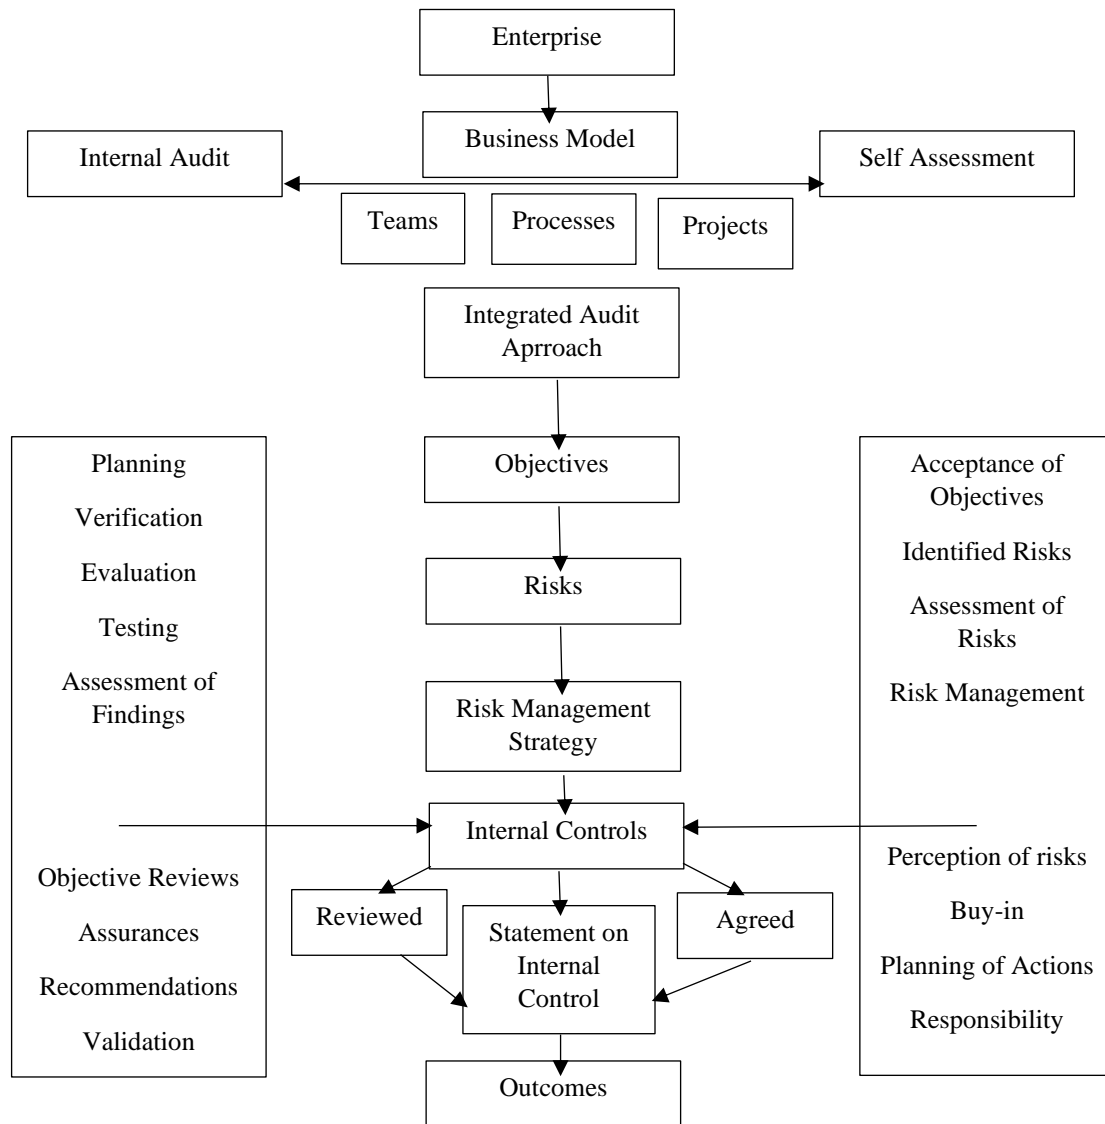 Enterprise
Business Model
Internal Audit
Self Assessment
Teams
Processes
Projects
Integrated Audit
Aprroach
Objectives
Risks
Risk Management
Strategy
Internal Controls
Reviewed
Agreed
Statement on
Internal
Control
Outcomes
Planning
Verification
Evaluation
Testing
Assessment of
Findings
Objective Reviews
Assurances
Recommendations
Validation
Acceptance of
Objectives
Identified Risks
Assessment of
Risks
Risk Management
Perception of risks
Buy-in
Planning of Actions
Responsibility